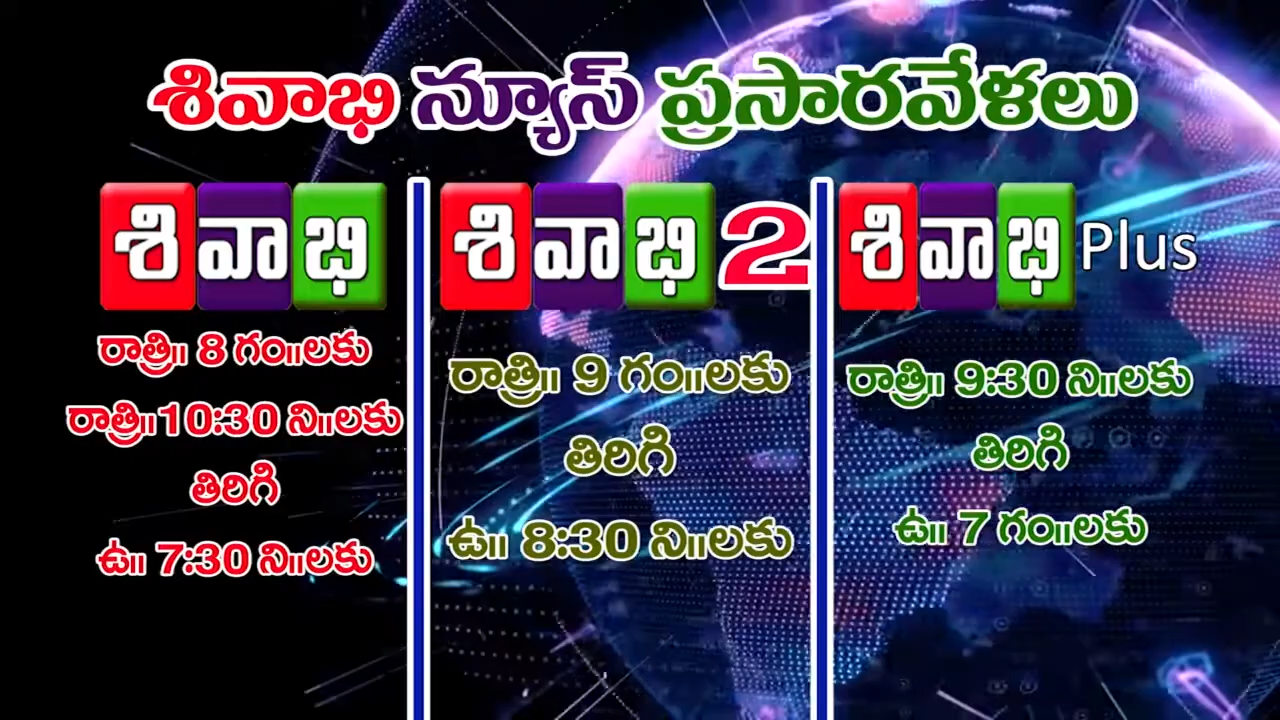 శివాభి న్యూస్ ప్రసారవేళలు
శివాభి
రాత్రి॥ 8 గం॥లకు
రాత్రి॥10:30 ని॥లకు
తిరిగి
ఉ॥ 7:30 ని॥లకు
శివాభి 2
రాత్రి॥ 9 గం॥లకు
తిరిగి
ఉ॥ 8:30 ని॥లకు
శివాభి Plus
రాత్రి॥ 9:30 ని॥లకు
తిరిగి
ఉ॥ 7 గం॥లకు